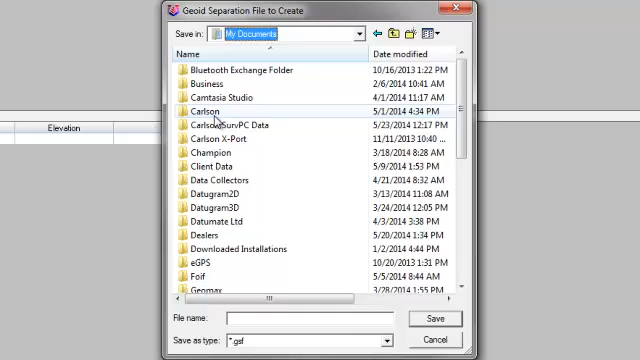 Geoid Separation File to Create
Save in: My Documents
Name Date modified
Elevation
Bluetooth Exchange Folder 10/16/2013 1:22 PM
Business 2/6/2014 10:41 AM
Camtasia Studio 4/1/2014 11:17 AM
Carlson 5/1/2014 4:34 PM
Carlson SurvPC Data 5/23/2014 12:17 PM
Carlson X-Port 11/11/2013 10:40 ...
Champion 3/18/2014 8:28 AM
Client Data 5/9/2014 1:53 PM
Data Collectors 4/21/2014 8:32 AM
Datugram2D 3/13/2014 11:08 AM
Datugram3D 3/24/2014 12:05 PM
Datumate Ltd 4/3/2014 3:38 PM
Dealers 5/20/2014 1:34 PM
Downloaded Installations 1/2/2014 4:44 PM
eGPS 10/20/2013 1:31 PM
Foif 5/5/2014 8:44 AM
Geomax 3/28/2014 1:55 PM
File name: Save
Save as type: *.gsf Cancel